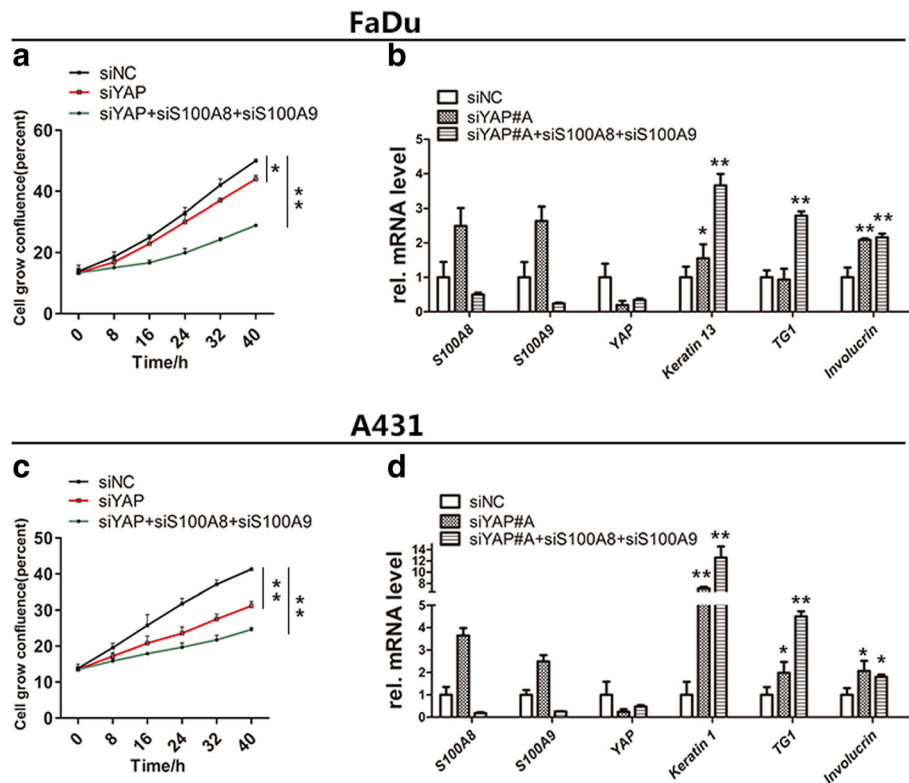 FaDu
a
siNC
siYAP
siYAP+siS100A8+siS100A9
Cell grow confluence(percent)
60
40
20
0
0 8 16 24 32 40
Time/h
*
**
b
siNC
siYAP#A
siYAP#A+siS100A8+siS100A9
rel. mRNA level
5
4
3
2
1
0
* ** ** ** **
S100A8 S100A9 YAP Keratin 13 TG1 Involucrin
A431
c
siNC
siYAP
siYAP+siS100A8+siS100A9
Cell grow confluence(percent)
50
40
30
20
10
0
0 8 16 24 32 40
Time/h
**
**
d
siNC
siYAP#A
siYAP#A+siS100A8+siS100A9
rel. mRNA level
14
12
10
8
6
5
4
3
2
1
0
** ** * ** * *
S100A8 S100A9 YAP Keratin 1 TG1 Involucrin